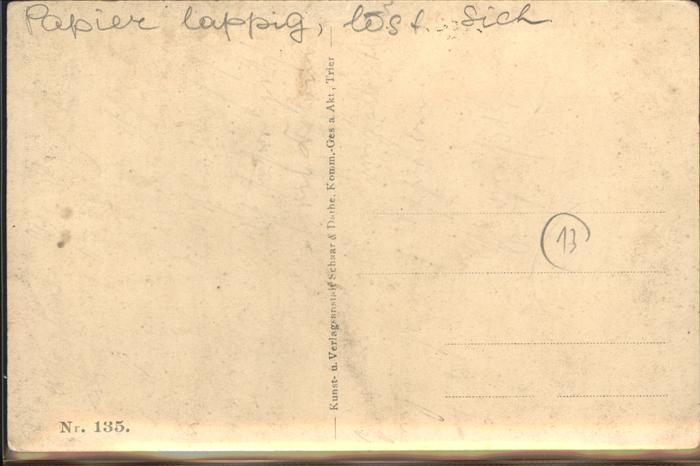 Papier lappig, löst sich
Kunst- u. Verlagsanstalt Schaar & Dathe, Komm.-Ges a. Akt., Trier
13
Nr. 135.